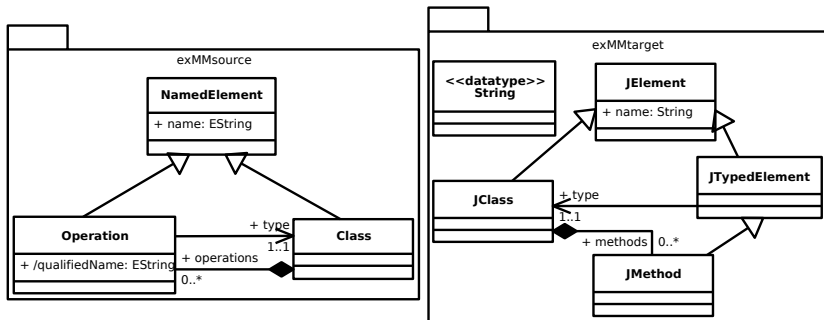 exMMsource
NamedElement
+ name: EString
Operation
+ /qualifiedName: EString
+ type
1..1
+ operations
0..*
Class
exMMtarget
<<datatype>>
String
JElement
+ name: String
JTypedElement
JClass
+ type
1..1
+ methods
0..*
JMethod